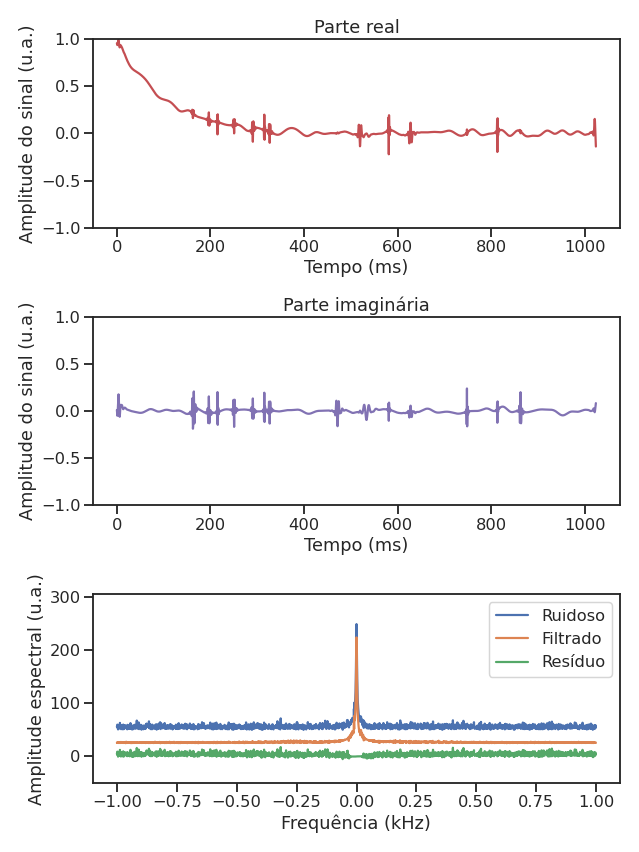 Parte real
Amplitude do sinal (u.a.)
1.0
0.5
0.0
−0.5
−1.0
0 200 400 600 800 1000
Tempo (ms)
Parte imaginária
Amplitude do sinal (u.a.)
1.0
0.5
0.0
−0.5
−1.0
0 200 400 600 800 1000
Tempo (ms)
Amplitude espectral (u.a.)
300
200
100
0
Ruidoso
Filtrado
Resíduo
−1.00 −0.75 −0.50 −0.25 0.00 0.25 0.50 0.75 1.00
Frequência (kHz)